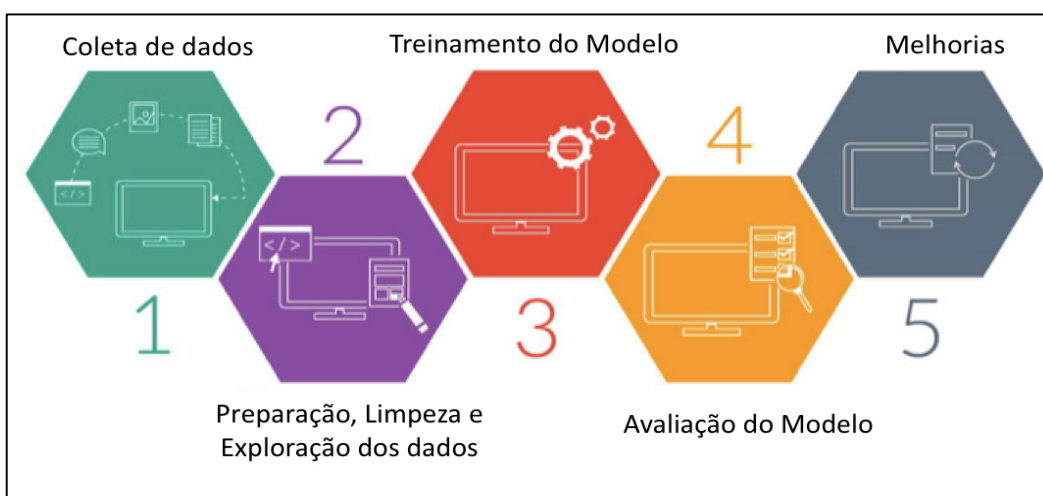 Coleta de dados
Treinamento do Modelo
Melhorias
2
4
</>
</>
1
3
5
Preparação, Limpeza e
Exploração dos dados
Avaliação do Modelo